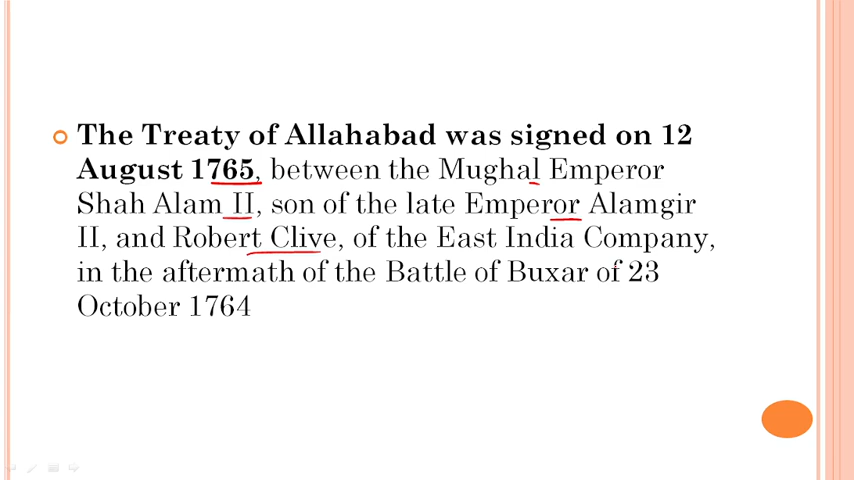 The Treaty of Allahabad was signed on 12
August 1765, between the Mughal Emperor
Shah Alam II, son of the late Emperor Alamgir
II, and Robert Clive, of the East India Company,
in the aftermath of the Battle of Buxar of 23
October 1764